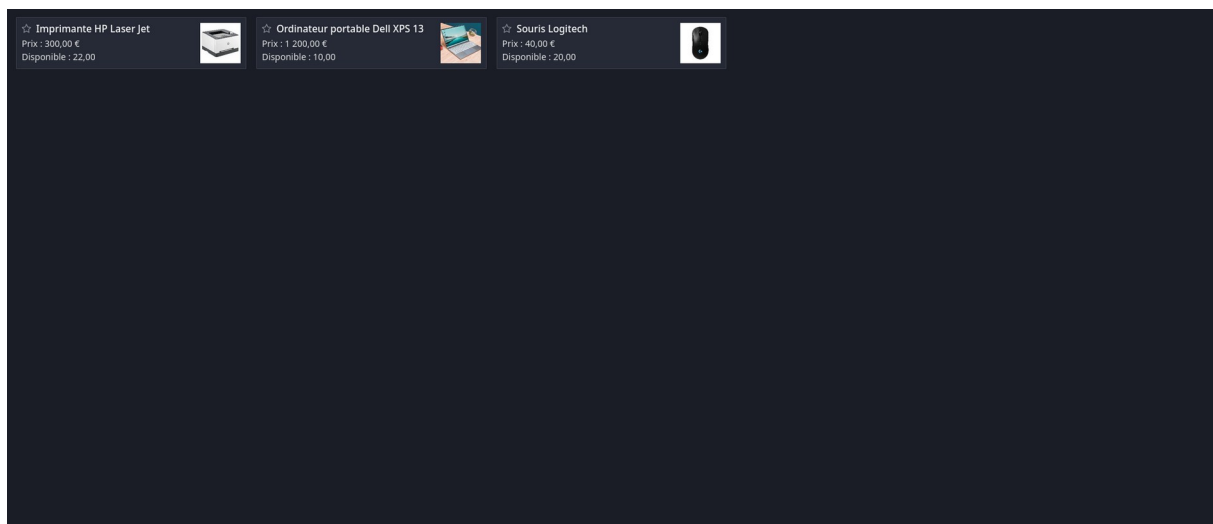 Imprimante HP Laser Jet
Prix : 300,00 €
Disponible : 22,00
Ordinateur portable Dell XPS 13
Prix : 1 200,00 €
Disponible : 10,00
Souris Logitech
Prix : 40,00 €
Disponible : 20,00